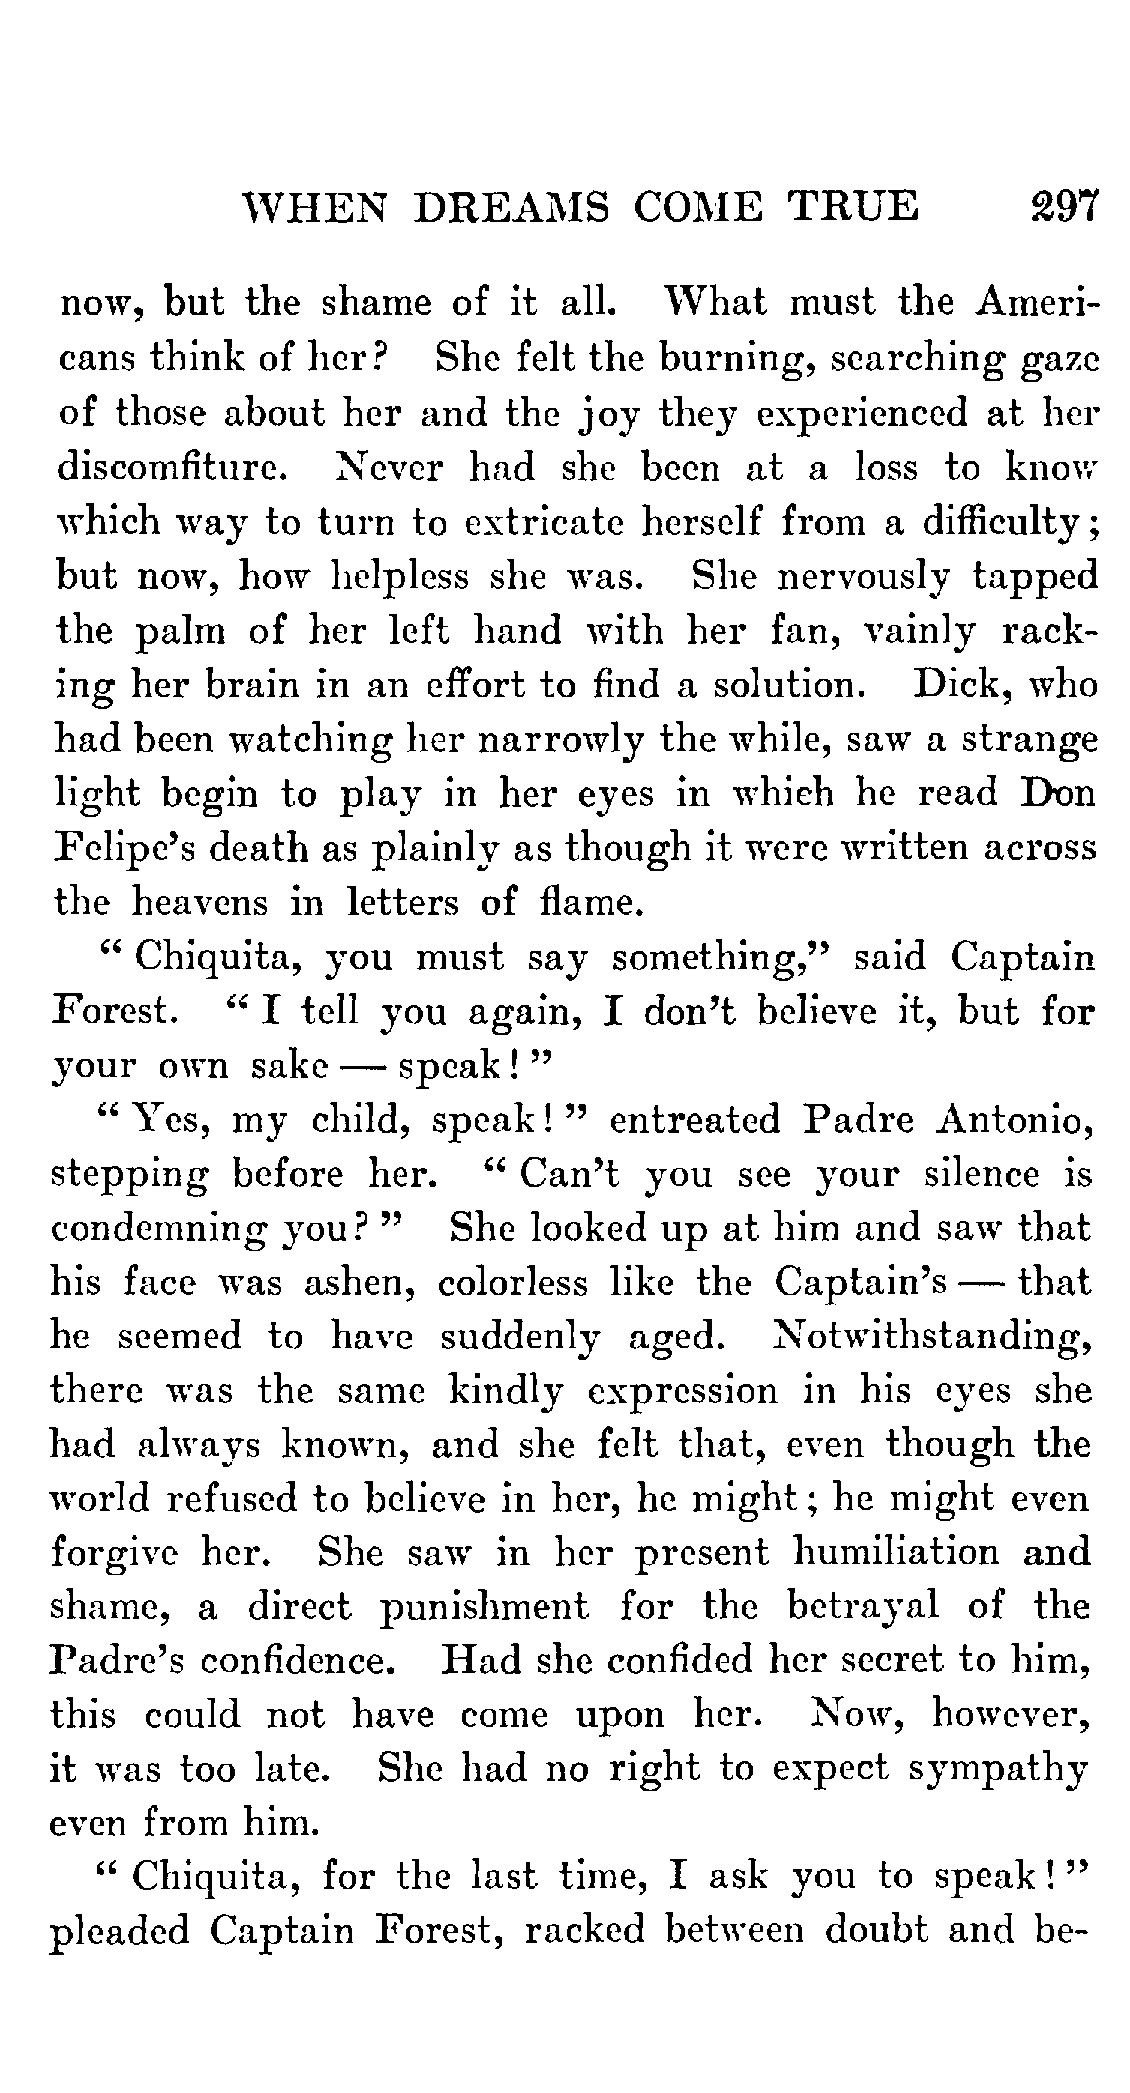 WHEN DREAMS COME TRUE 297
now, but the shame of it all. What must the Ameri-
cans think of her? She felt the burning, searching gaze
of those about her and the joy they experienced at her
discomfiture. Never had she been at a loss to know
which way to turn to extricate herself from a difficulty;
but now, how helpless she was. She nervously tapped
the palm of her left hand with her fan, vainly rack-
ing her brain in an effort to find a solution. Dick, who
had been watching her narrowly the while, saw a strange
light begin to play in her eyes in which he read Don
Felipe's death as plainly as though it were written across
the heavens in letters of flame.
" Chiquita, you must say something," said Captain
Forest. " I tell you again, I don't believe it, but for
your own sake — speak! "
" Yes, my child, speak! " entreated Padre Antonio,
stepping before her. " Can't you see your silence is
condemning you? " She looked up at him and saw that
his face was ashen, colorless like the Captain's — that
he seemed to have suddenly aged. Notwithstanding,
there was the same kindly expression in his eyes she
had always known, and she felt that, even though the
world refused to believe in her, he might; he might even
forgive her. She saw in her present humiliation and
shame, a direct punishment for the betrayal of the
Padre's confidence. Had she confided her secret to him,
this could not have come upon her. Now, however,
it was too late. She had no right to expect sympathy
even from him.
" Chiquita, for the last time, I ask you to speak! "
pleaded Captain Forest, racked between doubt and be-